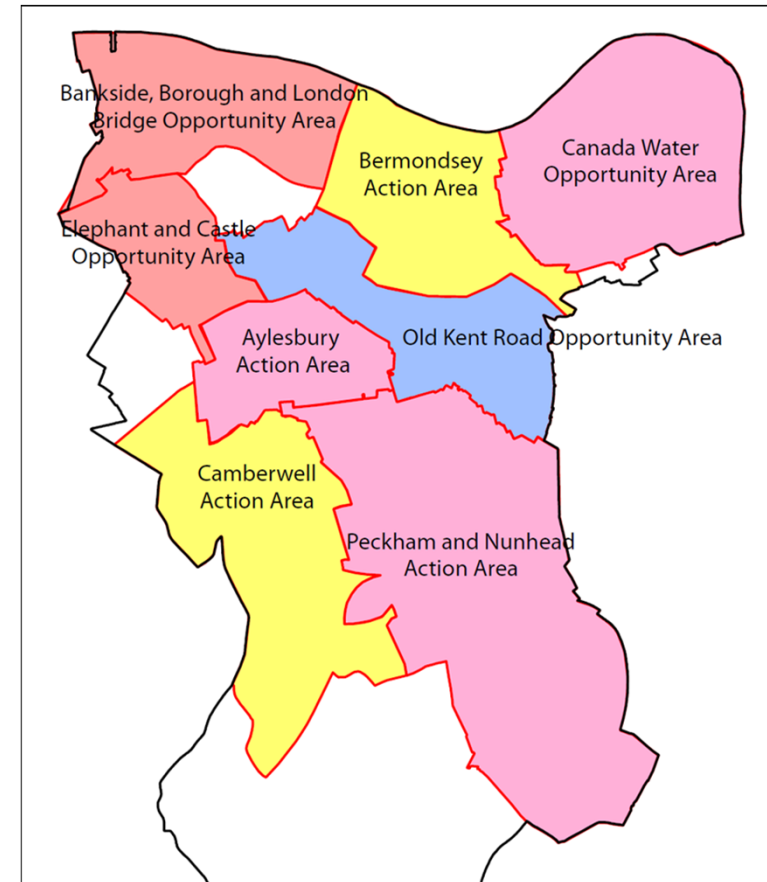 Bankside, Borough and London
Bridge Opportunity Area
Bermondsey
Action Area
Canada Water
Opportunity Area
Elephant and Castle
Opportunity Area
Aylesbury
Action Area
Old Kent Road Opportunity Area
Camberwell
Action Area
Peckham and Nunhead
Action Area